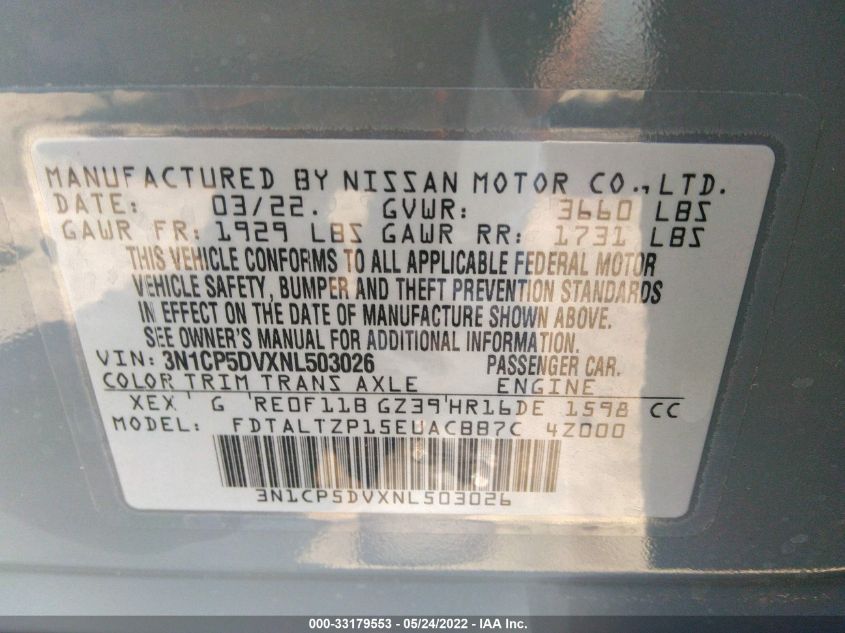 MANUFACTURED BY NISSAN MOTOR CO., LTD.
DATE: 03/22. GVWR: 3660 LBS
GAWR FR: 1929 LBS GAWR RR: 1731 LBS
THIS VEHICLE CONFORMS TO ALL APPLICABLE FEDERAL MOTOR
VEHICLE SAFETY, BUMPER AND THEFT PREVENTION STANDARDS
IN EFFECT ON THE DATE OF MANUFACTURE SHOWN ABOVE.
SEE OWNER'S MANUAL FOR ADDITIONAL INFORMATION.
VIN: 3N1CP5DVXNL503026 PASSENGER CAR.
COLOR TRIM TRANS AXLE ENGINE
XEX G RE0F11B GZ39 HR16DE 1598 CC
MODEL: FDTALTZP15EUACBB7C 4Z000
3N1CP5DVXNL503026
000-33179553 - 05/24/2022 - IAA Inc.